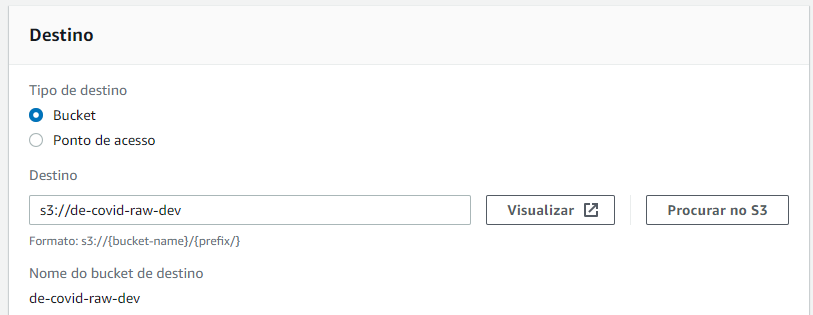 Destino
Tipo de destino
Bucket
Ponto de acesso
Destino
s3://de-covid-raw-dev
Visualizar
Procurar no S3
Formato: s3://{bucket-name}/{prefix/}
Nome do bucket de destino
de-covid-raw-dev